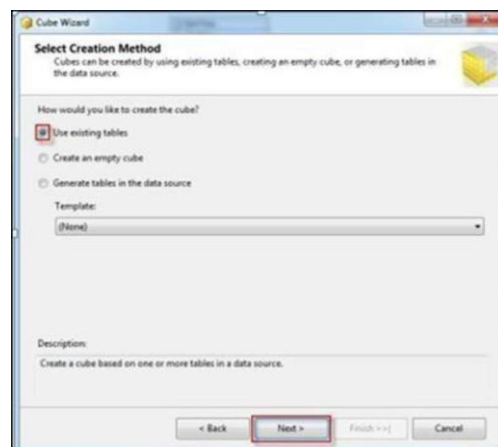 Cube Wizard
Select Creation Method
Cubes can be created by using existing tables, creating an empty cube, or generating tables in
the data source.
How would you like to create the cube?
Use existing tables
Create an empty cube
Generate tables in the data source
Template:
(None)
Description:
Create a cube based on one or more tables in a data source.
< Back
Next >
Finish >>|
Cancel